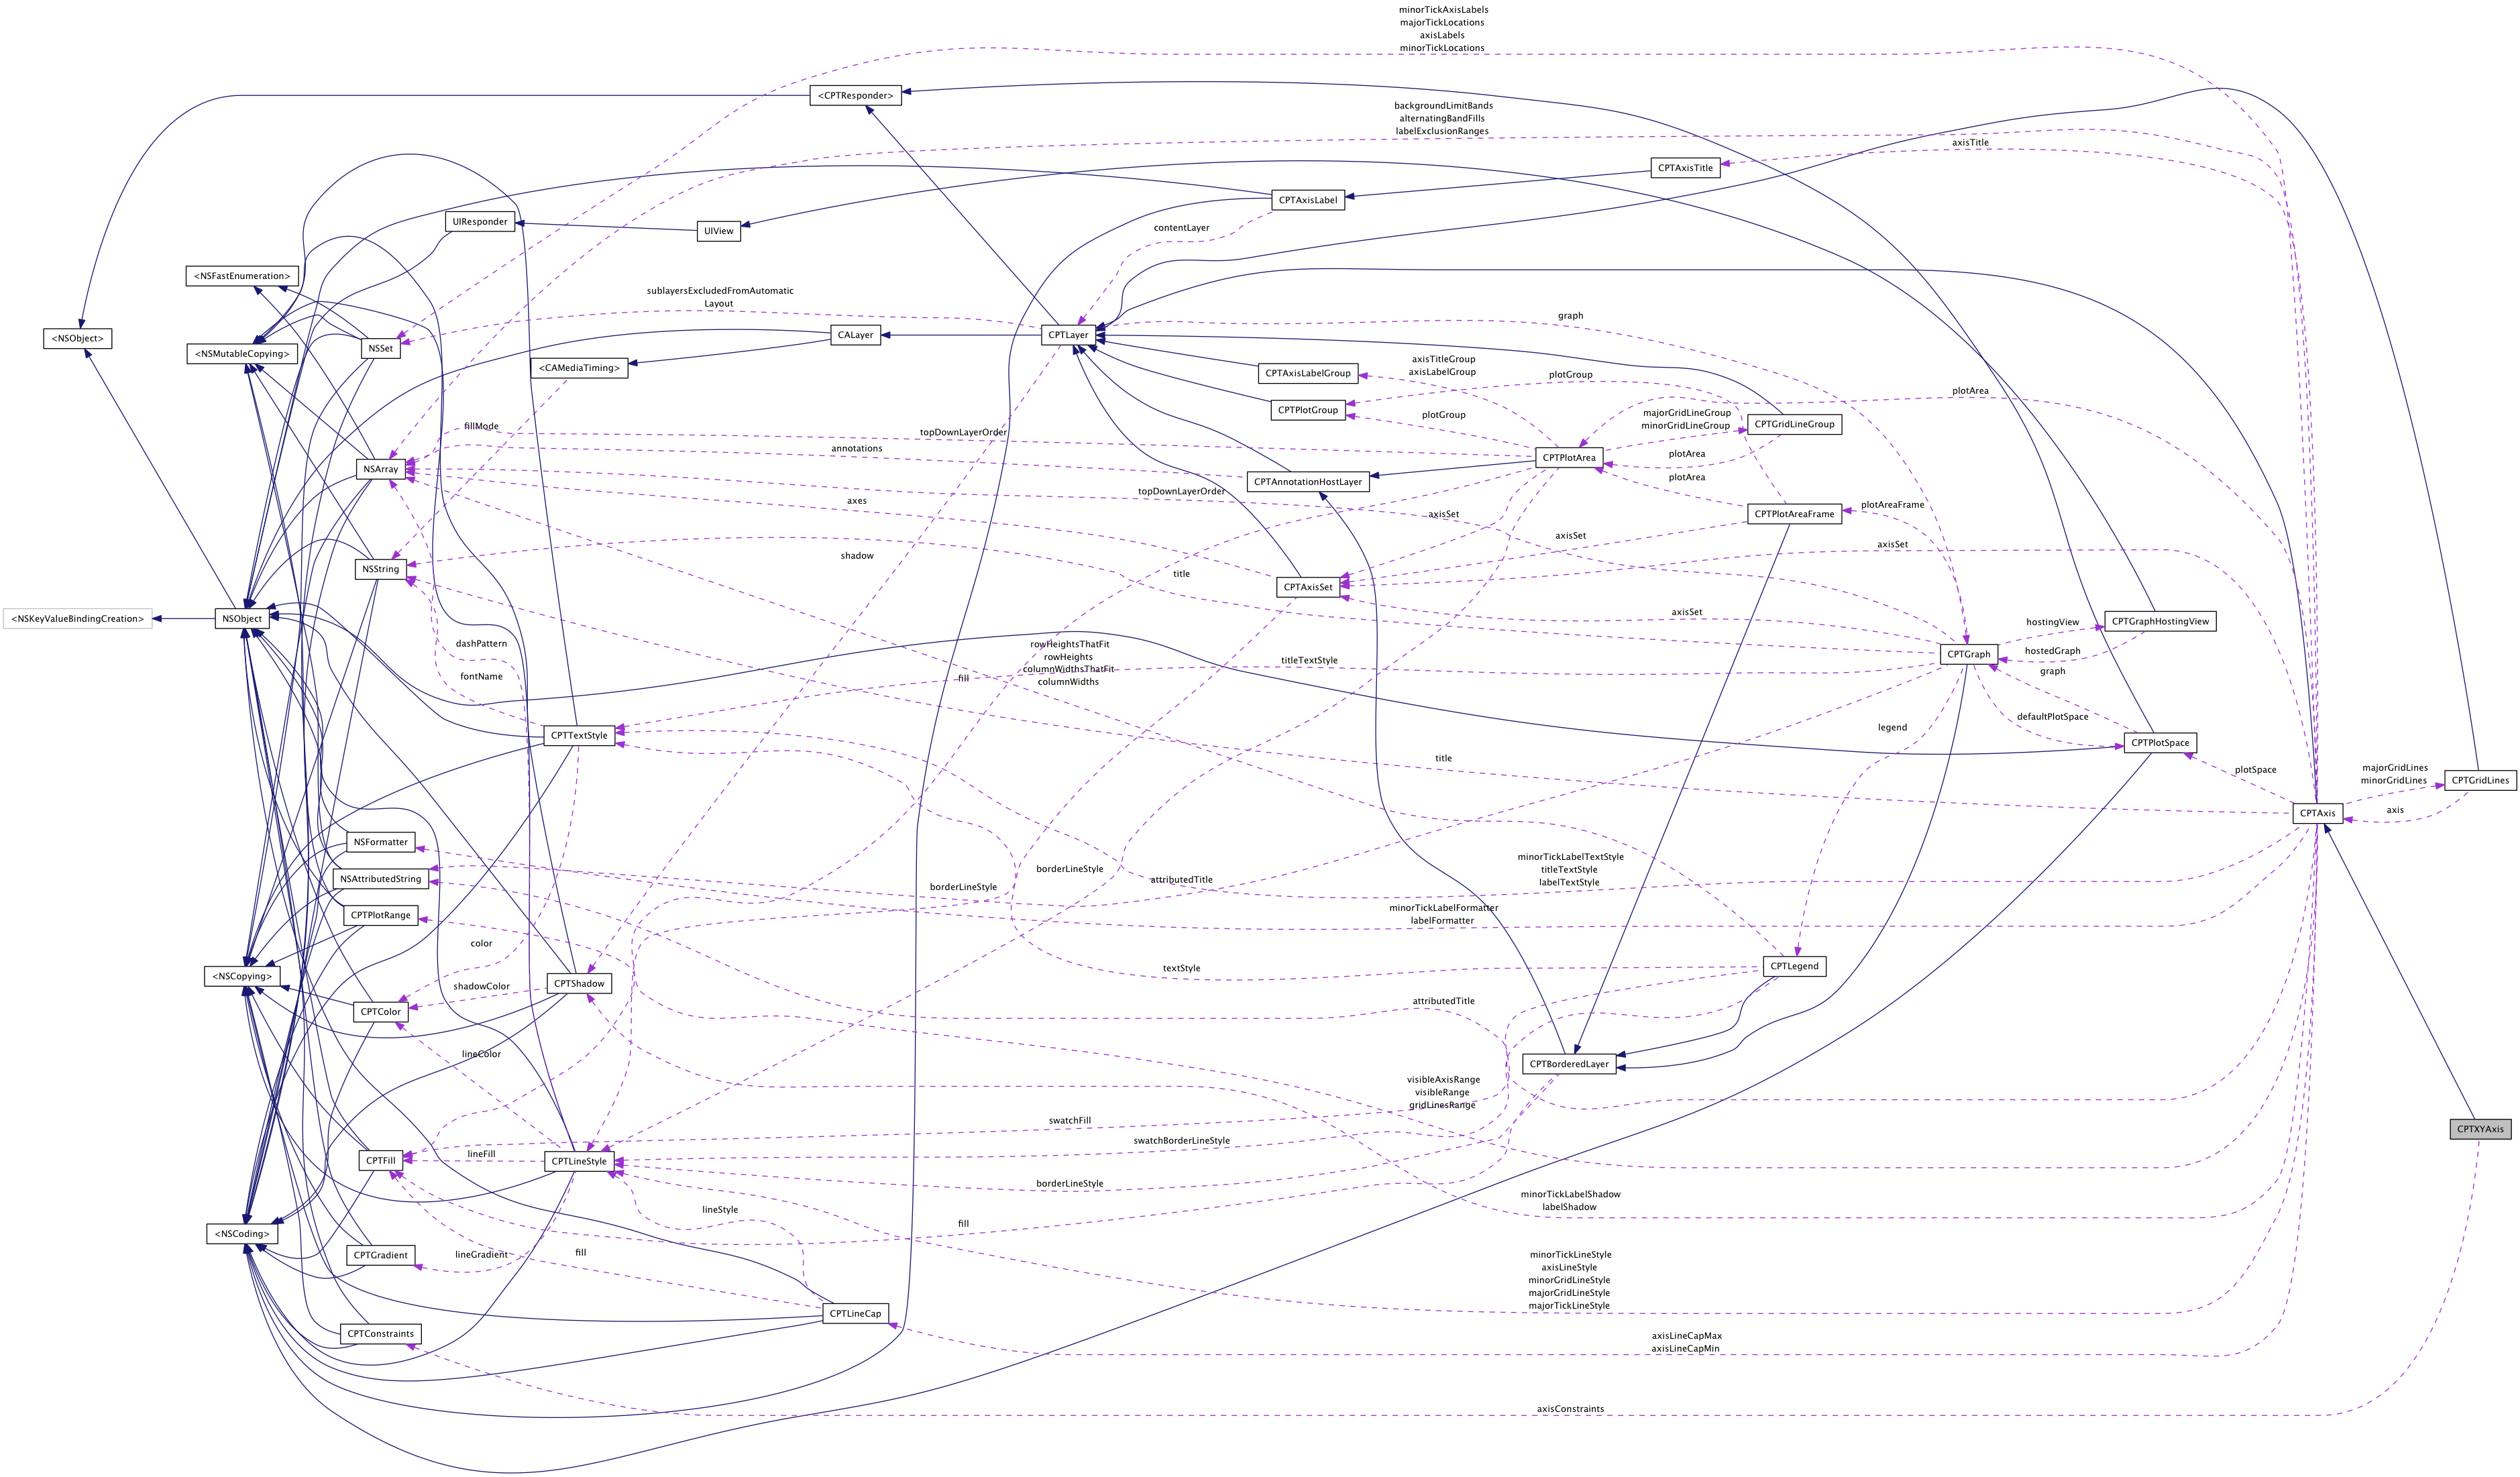 minorTickAxisLabels
majorTickLocations
axisLabels
minorTickLocations
<CPTResponder>
backgroundLimitBands
alternatingBandFills
labelExclusionRanges
axisTitle
CPTAxisTitle
CPTAxisLabel
UIResponder
UIView
contentLayer
<NSFastEnumeration>
sublayersExcludedFromAutomatic
Layout
graph
<NSObject>
<NSMutableCopying>
NSSet
CALayer
CPTLayer
<CAMediaTiming>
axisTitleGroup
axisLabelGroup
CPTAxisLabelGroup
plotGroup
plotArea
CPTPlotGroup
plotGroup
majorGridLineGroup
minorGridLineGroup
CPTGridLineGroup
fillMode
topDownLayerOrder
annotations
NSArray
CPTPlotArea
plotArea
CPTAnnotationHostLayer
plotArea
axes
topDownLayerOrder
axisSet
CPTPlotAreaFrame
plotAreaFrame
axisSet
axisSet
shadow
title
NSString
CPTAxisSet
<NSKeyValueBindingCreation>
NSObject
axisSet
hostingView
CPTGraphHostingView
dashPattern
rowHeightsThatFit
rowHeights
columnWidthsThatFit
columnWidths
titleTextStyle
CPTGraph
hostedGraph
graph
fontName
fill
CPTTextStyle
legend
defaultPlotSpace
CPTPlotSpace
title
plotSpace
majorGridLines
minorGridLines
CPTGridLines
axis
CPTAxis
NSFormatter
NSAttributedString
borderLineStyle
borderLineStyle
attributedTitle
minorTickLabelTextStyle
titleTextStyle
labelTextStyle
CPTPlotRange
minorTickLabelFormatter
labelFormatter
color
textStyle
CPTLegend
<NSCopying>
CPTShadow
shadowColor
CPTColor
attributedTitle
lineColor
CPTBorderedLayer
visibleAxisRange
visibleRange
gridLinesRange
swatchFill
CPTXYAxis
swatchBorderLineStyle
CPTFill
lineFill
CPTLineStyle
borderLineStyle
minorTickLabelShadow
labelShadow
lineStyle
fill
<NSCoding>
CPTGradient
lineGradient
fill
minorTickLineStyle
axisLineStyle
minorGridLineStyle
majorGridLineStyle
majorTickLineStyle
CPTLineCap
CPTConstraints
axisLineCapMax
axisLineCapMin
axisConstraints